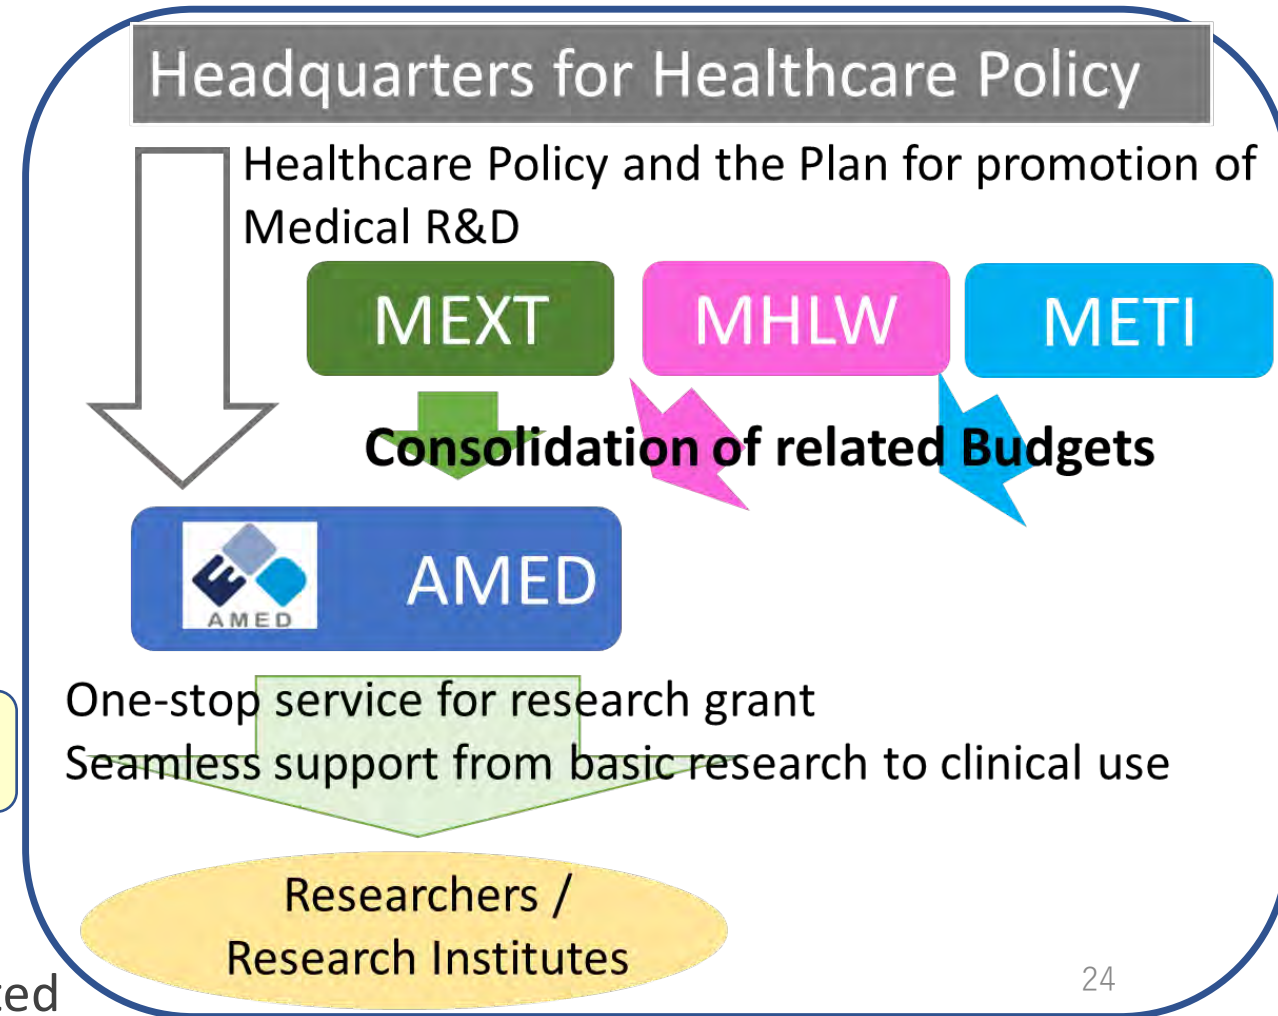 Headquarters for Healthcare Policy
Healthcare Policy and the Plan for promotion of
Medical R&D
MEXT
MHLW
METI
Consolidation of related Budgets
AMED
AMED
One-stop service for research grant
Seamless support from basic research to clinical use
Researchers /
Research Institutes
24